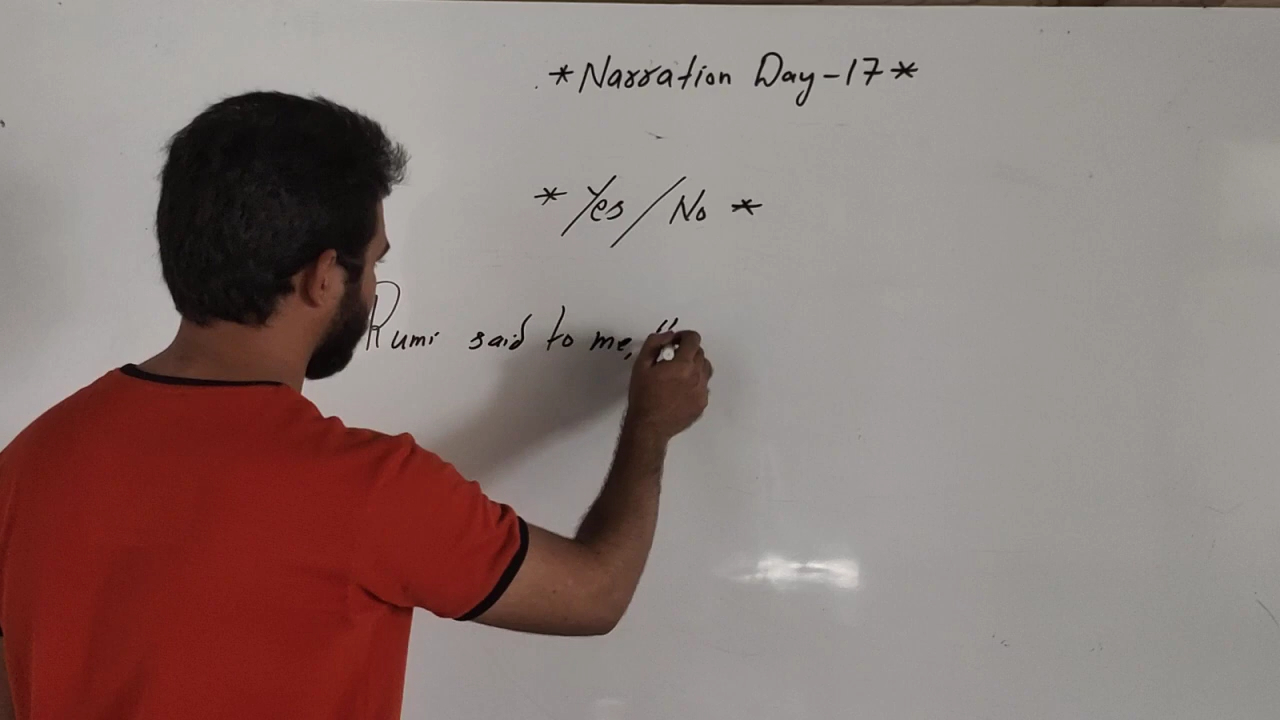 *Narration Day-17*
*Yes/No*
Rumi said to me, "